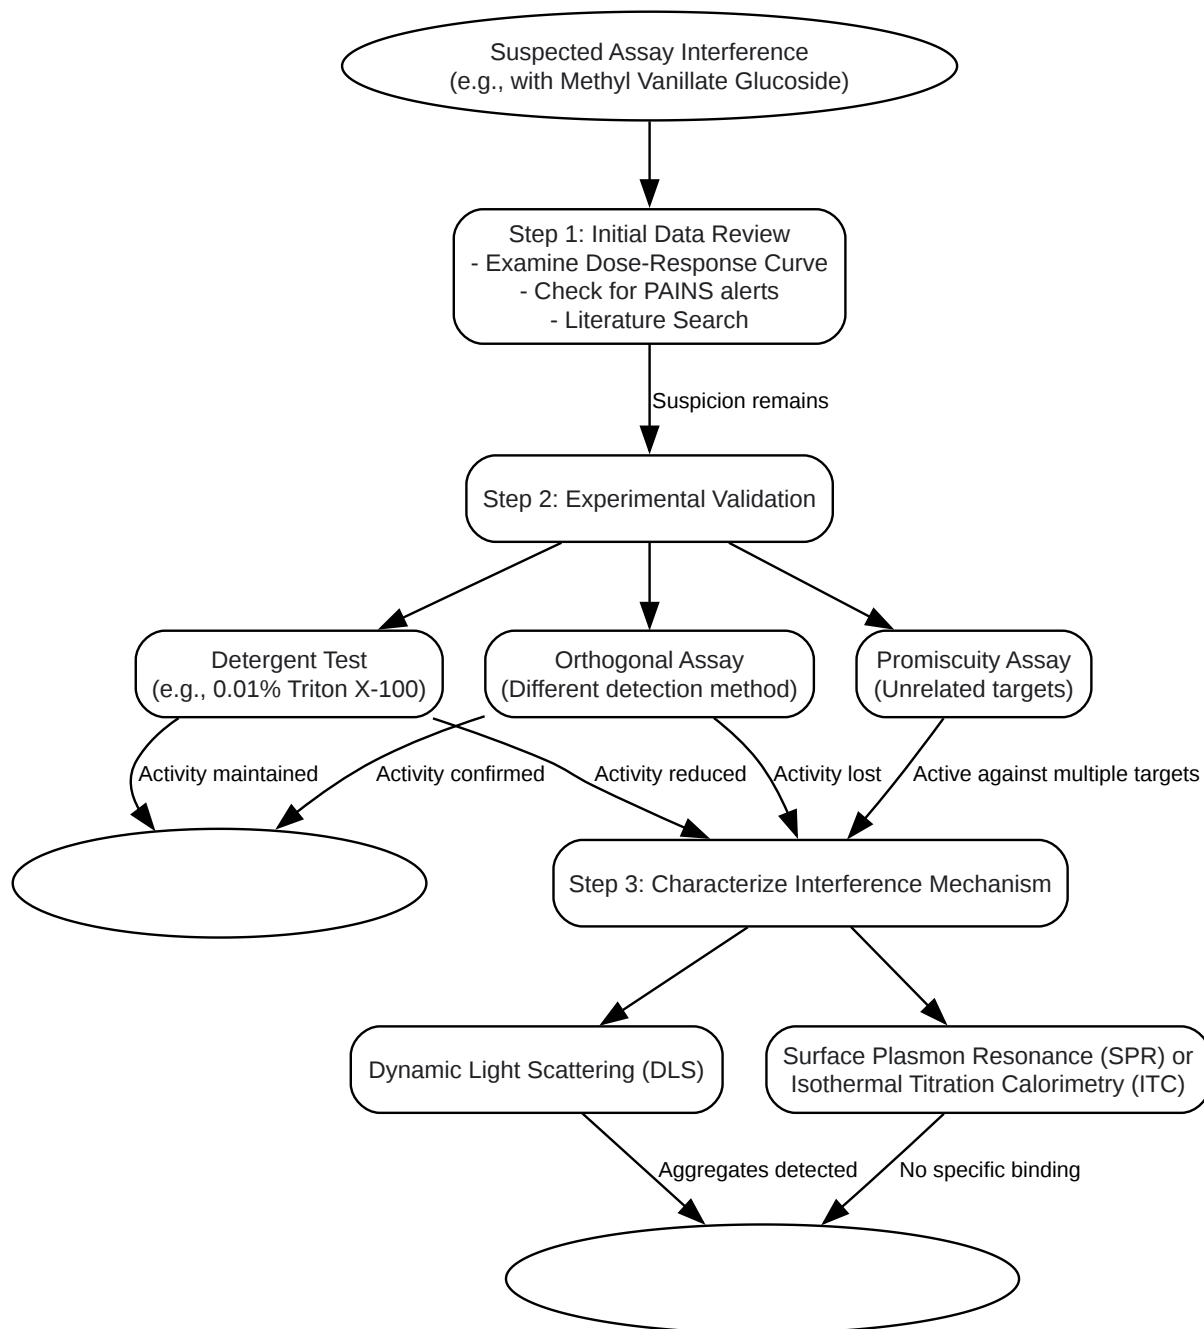 Suspected Assay Interference
(e.g., with Methyl Vanillate Glucoside)
Step 1: Initial Data Review
- Examine Dose-Response Curve
- Check for PAINS alerts
- Literature Search
Suspicion remains
Step 2: Experimental Validation
Detergent Test
(e.g., 0.01% Triton X-100)
Orthogonal Assay
(Different detection method)
Promiscuity Assay
(Unrelated targets)
Activity maintained
Activity confirmed
Activity reduced
Activity lost
Active against multiple targets
Step 3: Characterize Interference Mechanism
Dynamic Light Scattering (DLS)
Surface Plasmon Resonance (SPR) or
Isothermal Titration Calorimetry (ITC)
Aggregates detected
No specific binding